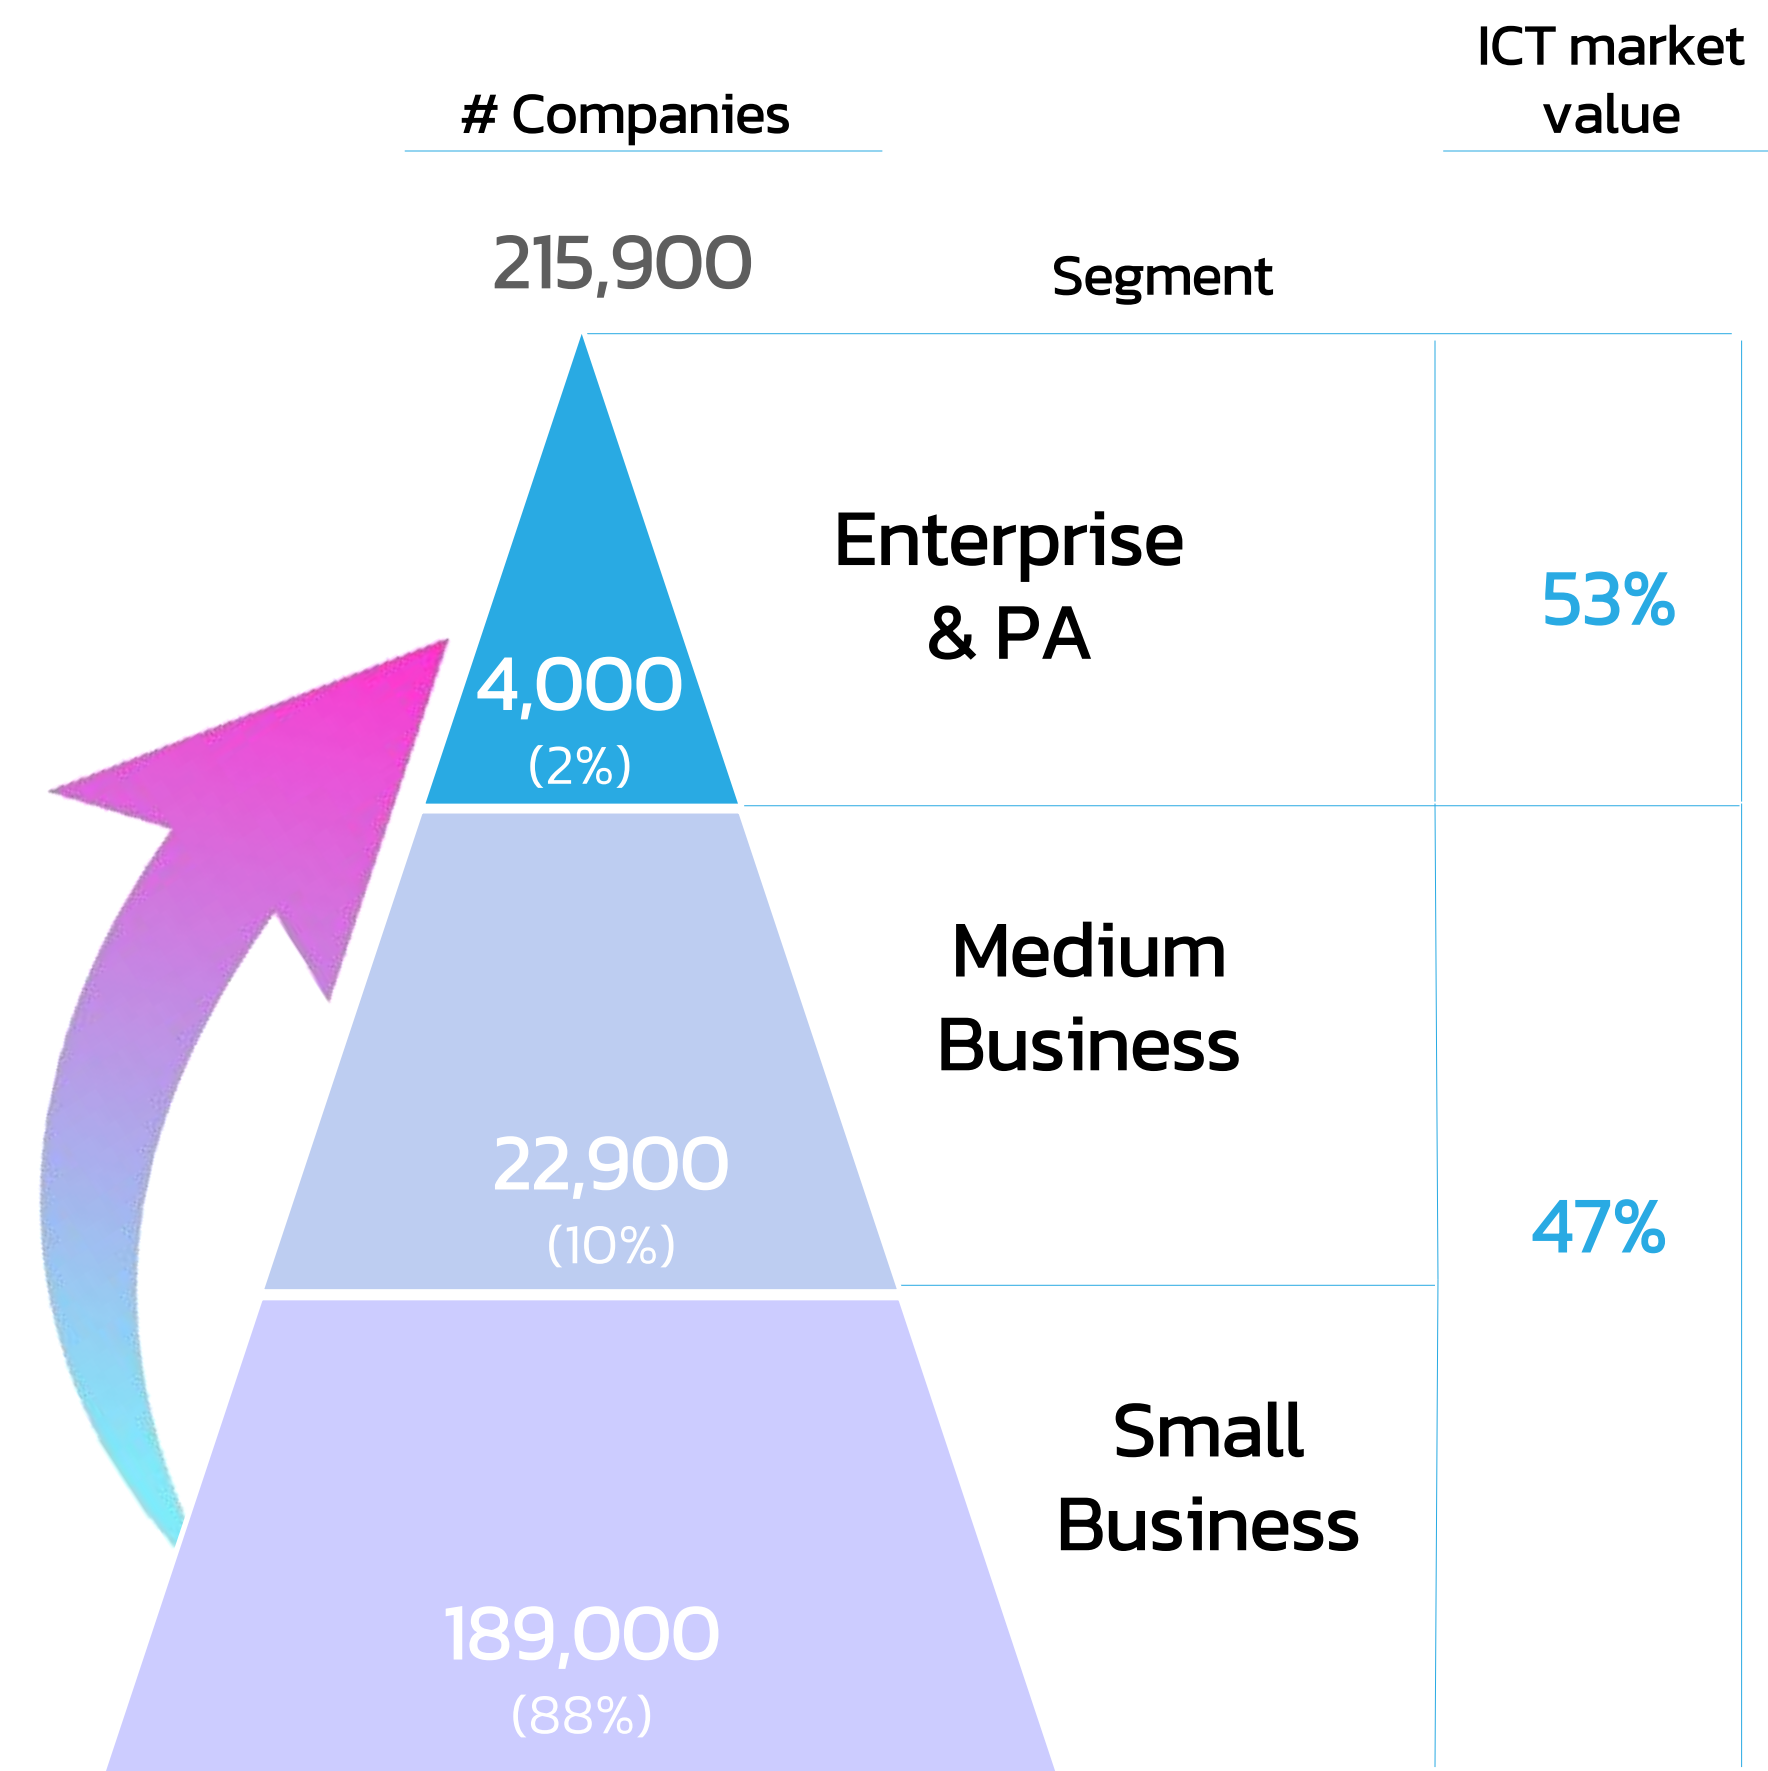 # Companies
ICT market
value
215,900
Segment
Enterprise
& PA
53%
4,000
(2%)
Medium
Business
22,900
(10%)
47%
Small
Business
189,000
(88%)